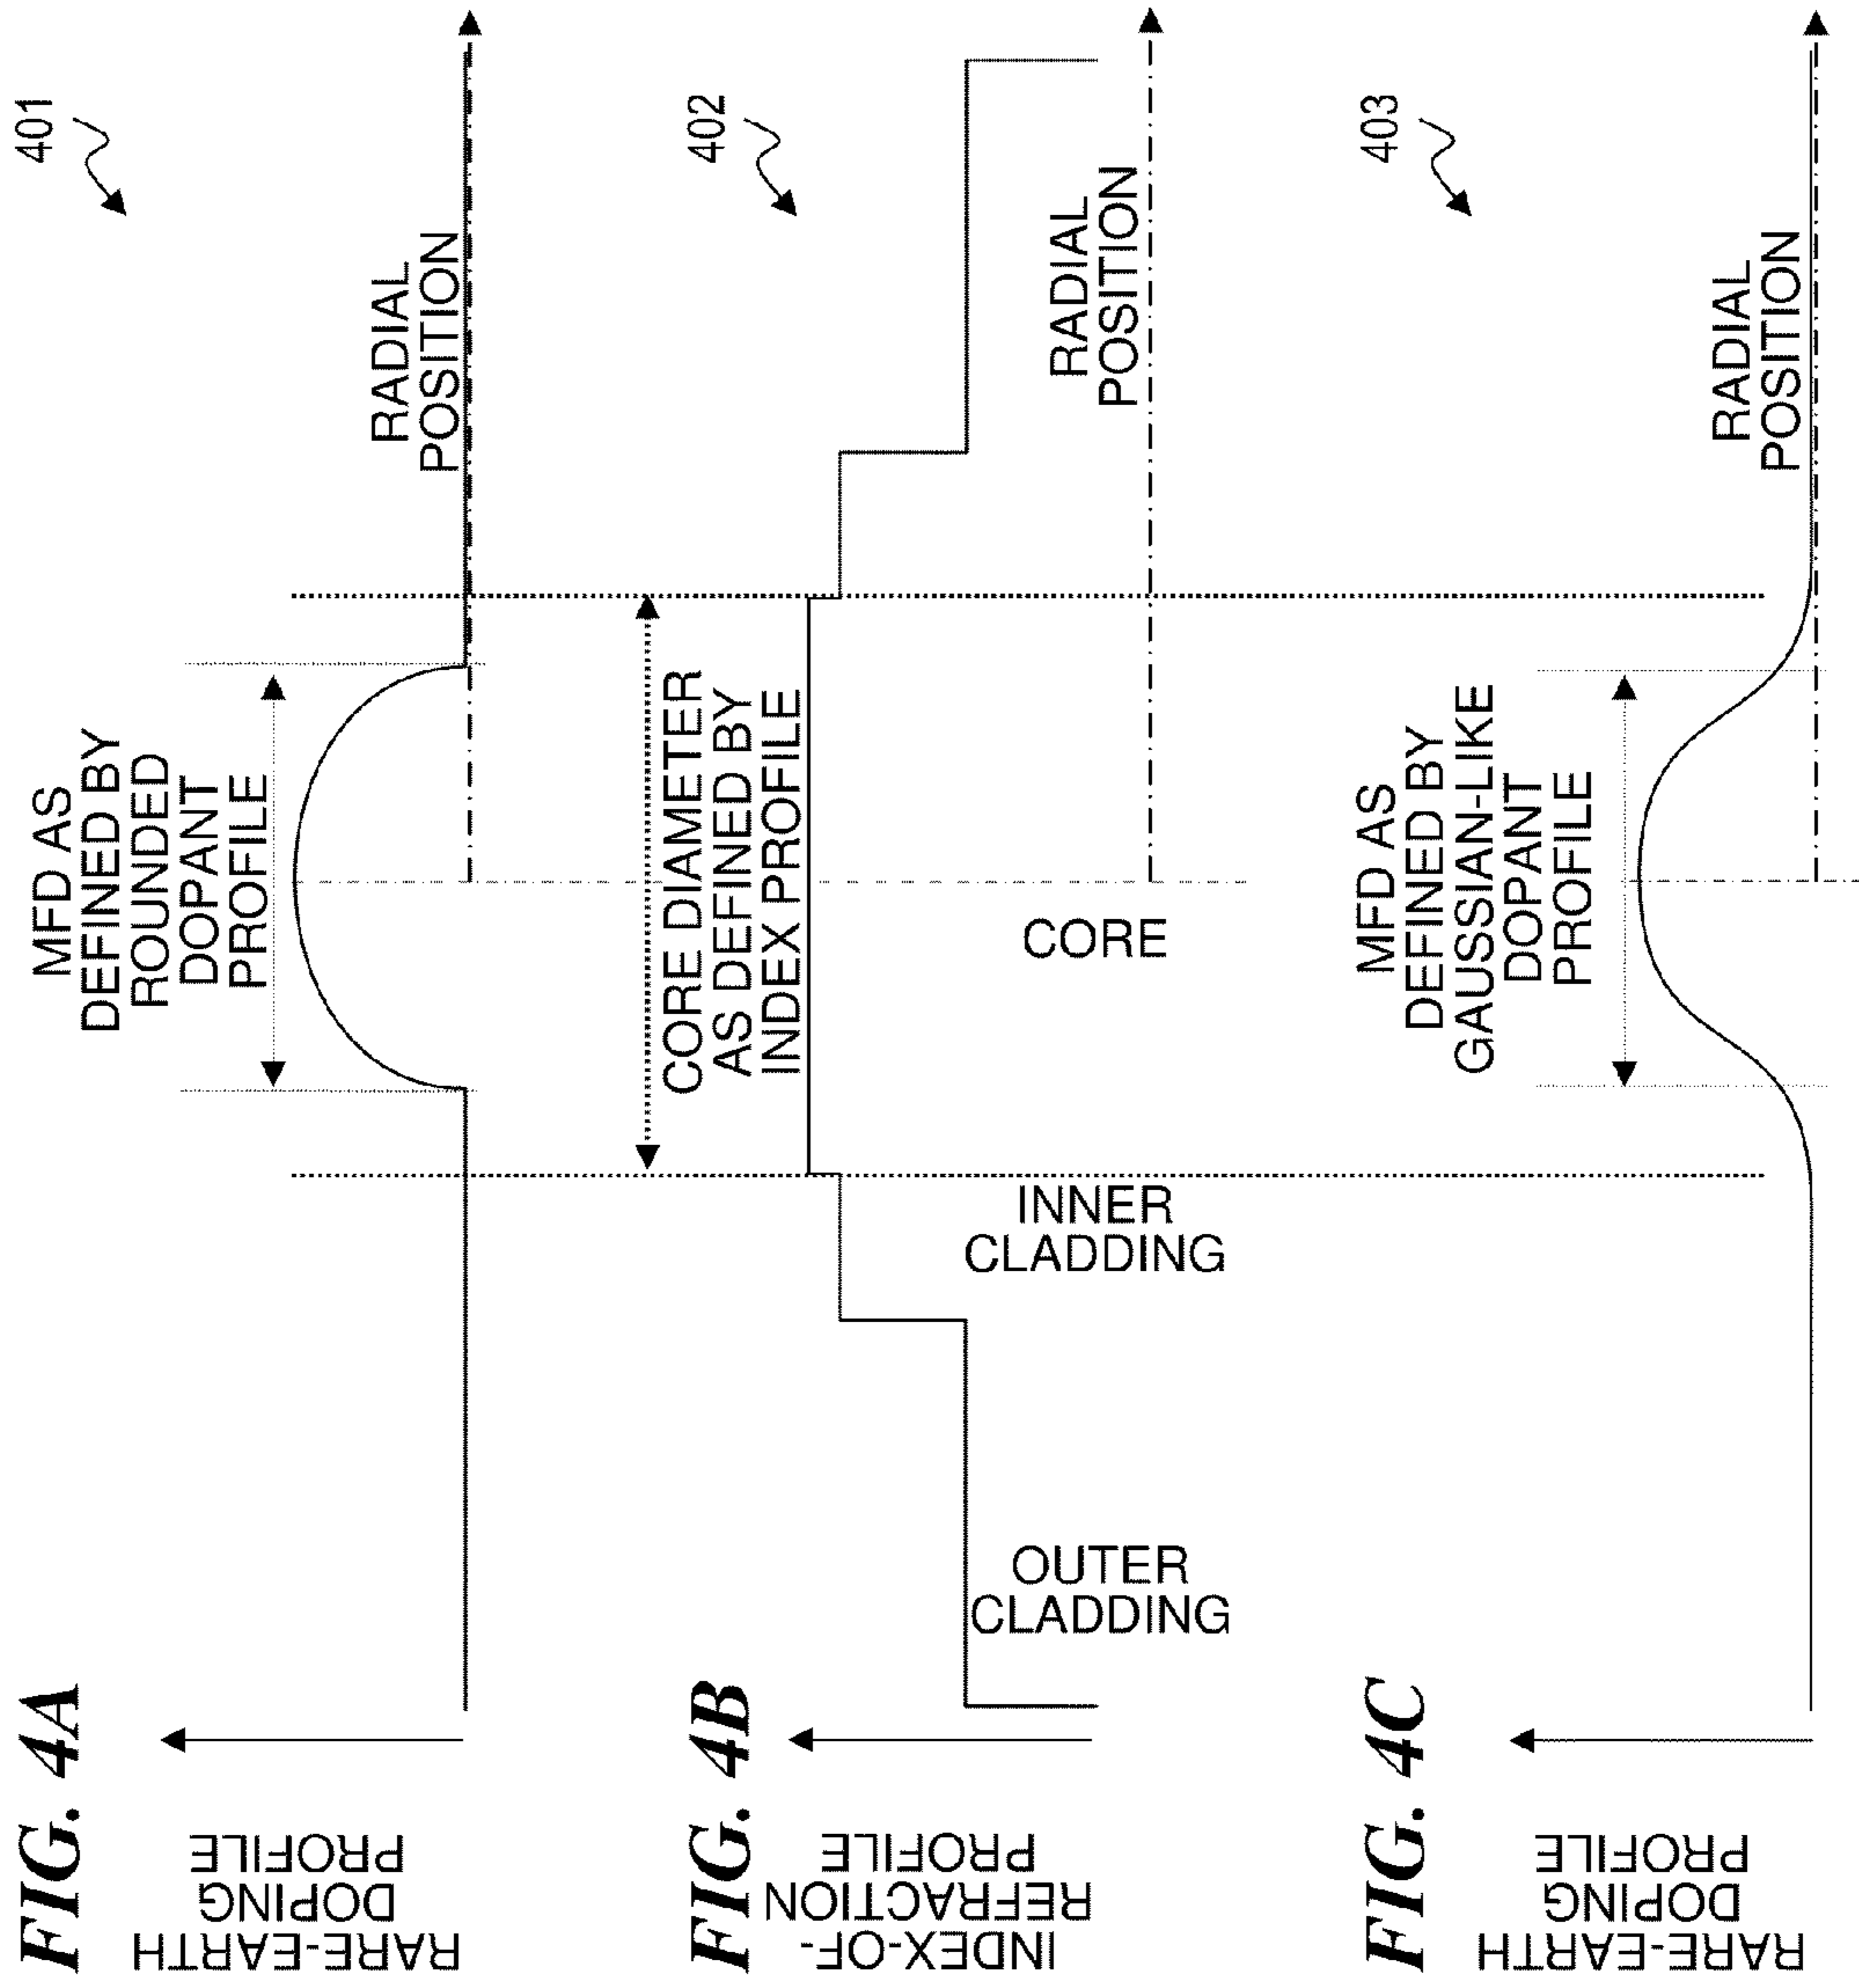 FIG. 4A
401
RARE-EARTH
DOPING
PROFILE
MFD AS
DEFINED BY
ROUNDED
DOPANT
PROFILE
RADIAL
POSITION
FIG. 4B
402
INDEX-OF-
REFRACTION
PROFILE
CORE DIAMETER
AS DEFINED BY
INDEX PROFILE
OUTER
CLADDING
INNER
CLADDING
CORE
RADIAL
POSITION
FIG. 4C
403
RARE-EARTH
DOPING
PROFILE
MFD AS
DEFINED BY
GAUSSIAN-LIKE
DOPANT
PROFILE
RADIAL
POSITION